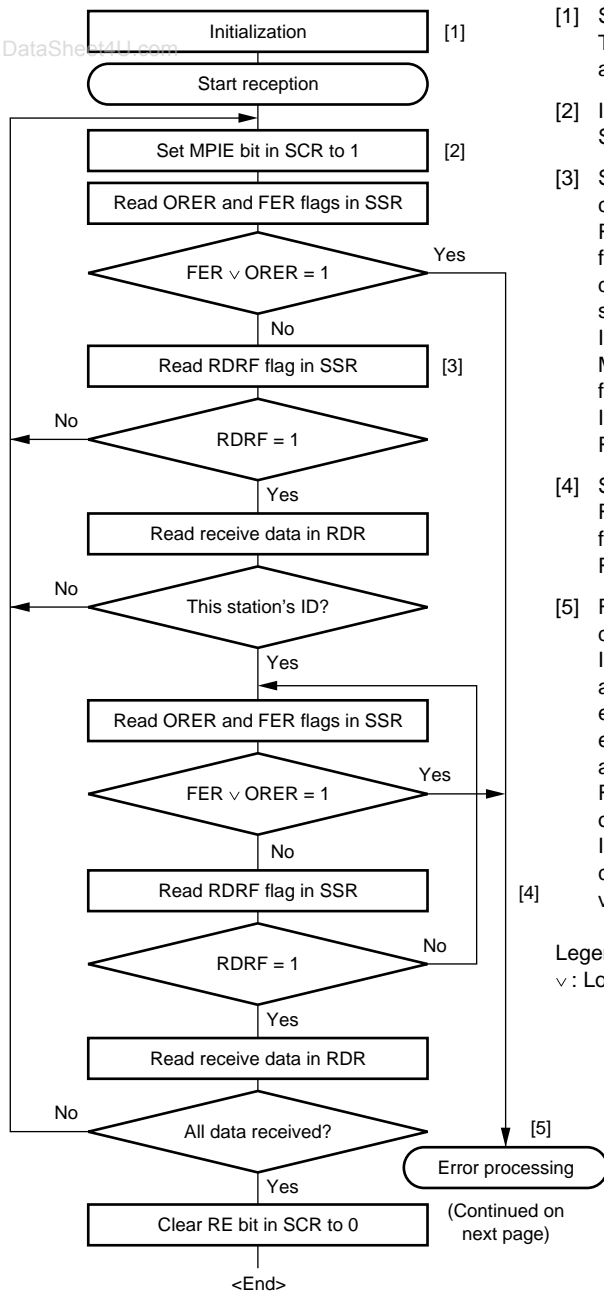 DataSheet4U.com
Initialization [1]
Start reception
Set MPIE bit in SCR to 1 [2]
Read ORER and FER flags in SSR
FER ∨ ORER = 1
Yes
No
Read RDRF flag in SSR [3]
No
RDRF = 1
Yes
Read receive data in RDR
No
This station's ID?
Yes
Read ORER and FER flags in SSR
FER ∨ ORER = 1
Yes
No
Read RDRF flag in SSR
[4]
RDRF = 1
No
Yes
Read receive data in RDR
No
All data received?
[5]
Error processing
Yes
Clear RE bit in SCR to 0
(Continued on
next page)
<End>
[1]
[2]
[3]
[4]
[5]
∨ :